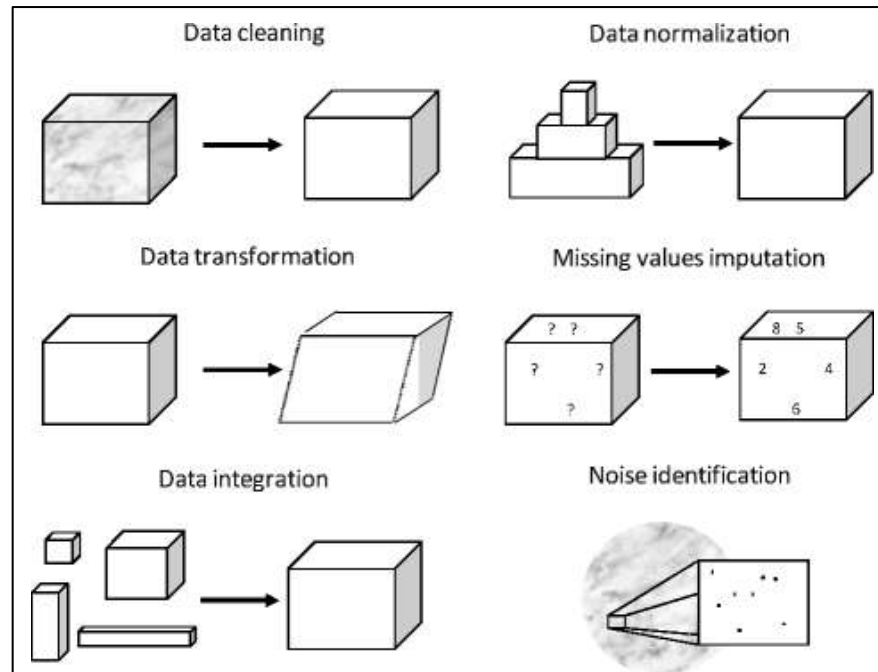 Data cleaning
Data normalization
Data transformation
Missing values imputation
? ?
? ?
?
8 5
2 4
6
Data integration
Noise identification